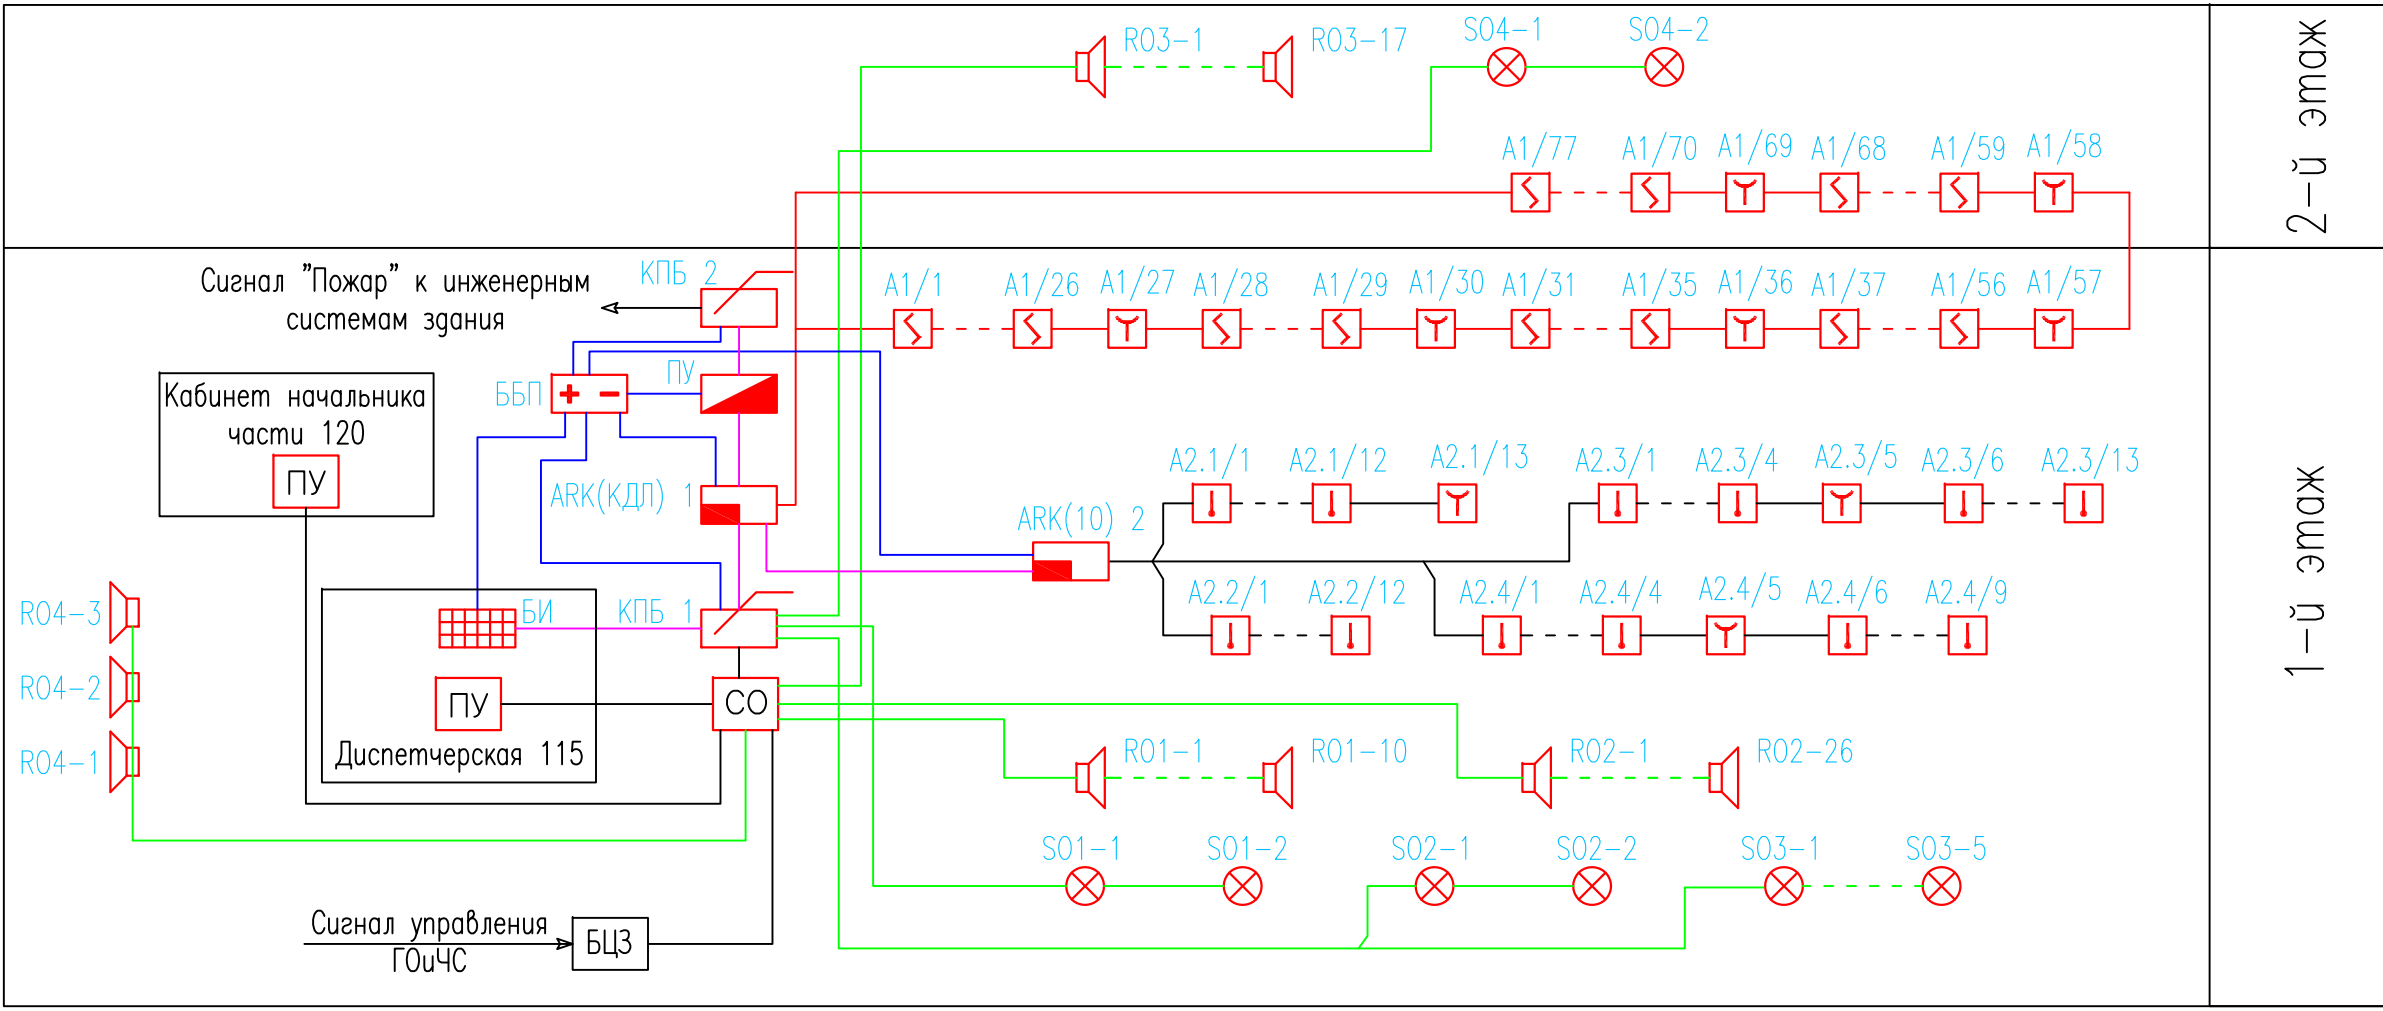 R03-1
R03-17
S04-1
S04-2
2-й этаж
A1/77
A1/70
A1/69
A1/68
A1/59
A1/58
Сигнал "Пожар" к инженерным
системам здания
КПБ 2
A1/1
A1/26
A1/27
A1/28
A1/29
A1/30
A1/31
A1/35
A1/36
A1/37
A1/56
A1/57
Кабинет начальника
части 120
ПУ
ББП
ПУ
ARK(КДЛ) 1
ARK(10) 2
A2.1/1
A2.1/12
A2.1/13
A2.3/1
A2.3/4
A2.3/5
A2.3/6
A2.3/13
1-й этаж
A2.2/1
A2.2/12
A2.4/1
A2.4/4
A2.4/5
A2.4/6
A2.4/9
R04-3
R04-2
R04-1
БИ
КПБ 1
ПУ
СО
Диспетчерская 115
R01-1
R01-10
R02-1
R02-26
S01-1
S01-2
S02-1
S02-2
S03-1
S03-5
Сигнал управления
ГОиЧС
БЦЗ